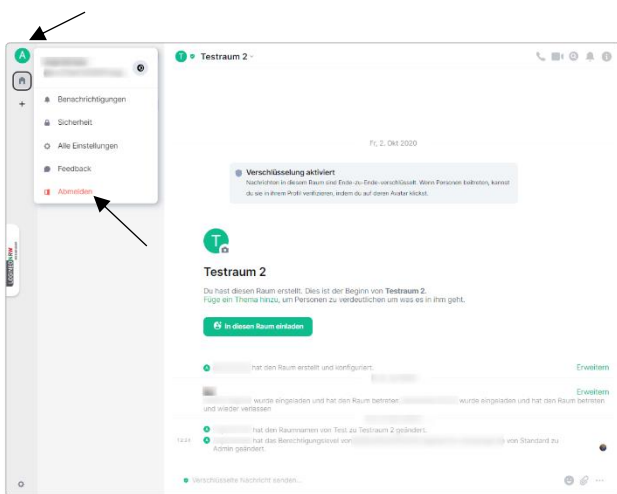 A
Benachrichtigungen
Sicherheit
Alle Einstellungen
Feedback
Abmelden
LOGINEO NRW
T Testraum 2
Fr, 2. Okt 2020
Verschlüsselung aktiviert
Nachrichten in diesem Raum sind Ende-zu-Ende-verschlüsselt. Wenn Personen beitreten, kannst
du sie in ihrem Profil verifizieren, indem du auf deren Avatar klickst.
T
Testraum 2
Du hast diesen Raum erstellt. Dies ist der Beginn von Testraum 2.
Füge ein Thema hinzu, um Personen zu verdeutlichen um was es in ihm geht.
In diesen Raum einladen
hat den Raum erstellt und konfiguriert.
Erweitern
Erweitern
wurde eingeladen und hat den Raum betreten wurde eingeladen und hat den Raum betreten
und wieder verlassen
hat den Raumnamen von Test zu Testraum 2 geändert.
hat das Berechtigungslevel von von Standard zu
Admin geändert.
Verschlüsselte Nachricht senden…